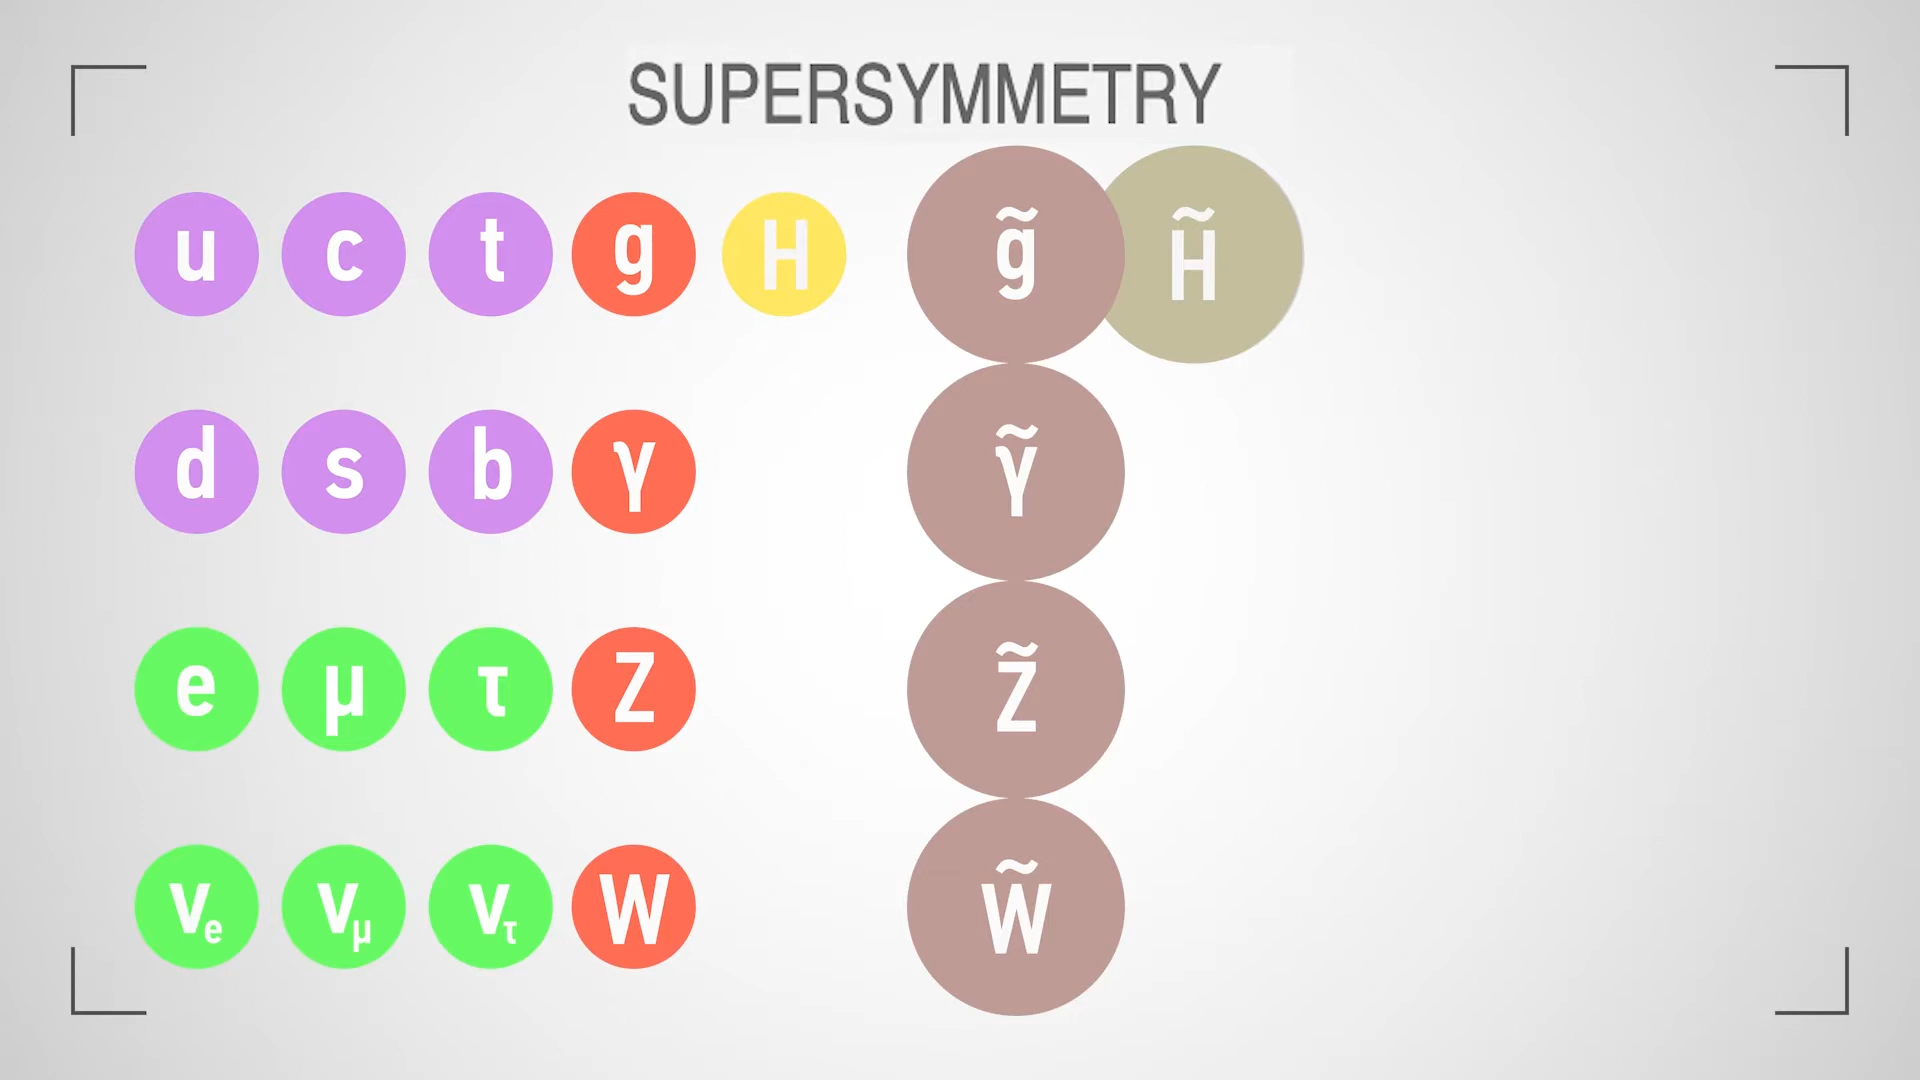 SUPERSYMMETRY
u c t g H g̃ H̃
d s b γ γ̃
e μ τ Z Z̃
νe νμ ντ W W̃